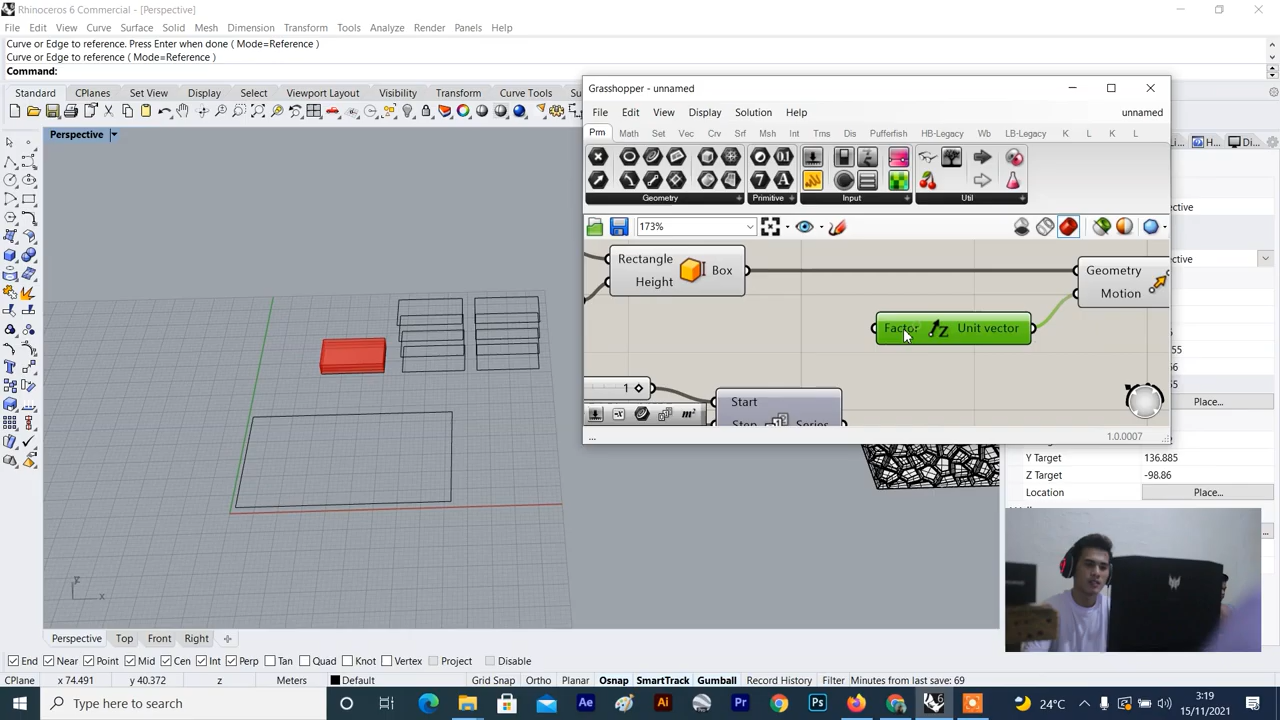 Rhinoceros 6 Commercial - [Perspective]
File Edit View Curve Surface Solid Mesh Dimension Transform Tools Analyze Render Panels Help
Curve or Edge to reference. Press Enter when done ( Mode=Reference )
Curve or Edge to reference ( Mode=Reference )
Command:
Standard CPlanes Set View Display Select Viewport Layout Visibility Transform Curve Tools Su
Perspective
Grasshopper - unnamed
File Edit View Display Solution Help unnamed
Prm Math Set Vec Crv Srf Msh Int Trns Dis Pufferfish HB-Legacy Wb LB-Legacy K L K L
Geometry Primitive Input Util
173%
Rectangle
Height
Box
Geometry
Motion
Factor Unit vector
1
Start
Step
Series
...
1.0.0007
Li... H... Di...
ective
ective
55
55
55
Place...
Y Target 136.885
Z Target -98.86
Location Place...
y
x
Perspective Top Front Right
End Near Point Mid Cen Int Perp Tan Quad Knot Vertex Project Disable
CPlane x 74.491 y 40.372 z Meters Default Grid Snap Ortho Planar Osnap SmartTrack Gumball Record History Filter Minutes from last save: 69
Type here to search
24°C
3:19
15/11/2021